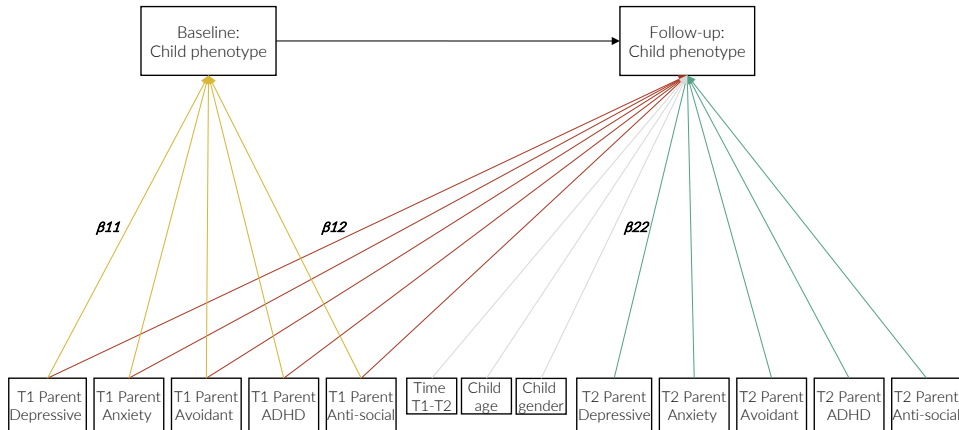 Baseline:
Child phenotype
Follow-up:
Child phenotype
β11
β12
β22
T1 Parent
Depressive
T1 Parent
Anxiety
T1 Parent
Avoidant
T1 Parent
ADHD
T1 Parent
Anti-social
Time
T1-T2
Child
age
Child
gender
T2 Parent
Depressive
T2 Parent
Anxiety
T2 Parent
Avoidant
T2 Parent
ADHD
T2 Parent
Anti-social